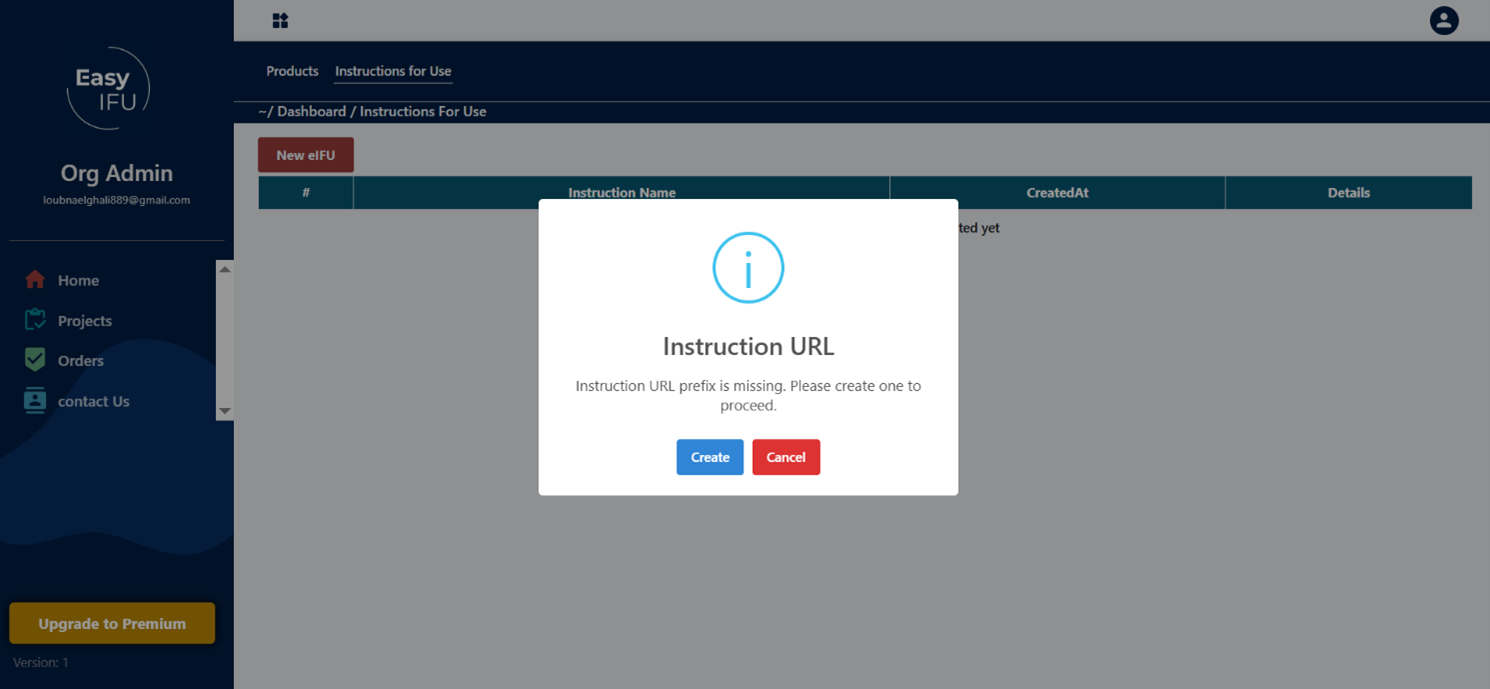 Easy
IFU
Org Admin
loubnaelghali889@gmail.com
Home
Projects
Orders
contact Us
Upgrade to Premium
Version: 1
Products Instructions for Use
~/ Dashboard / Instructions For Use
New eIFU
# Instruction Name CreatedAt Details
yet
Instruction URL
Instruction URL prefix is missing. Please create one to
proceed.
Create Cancel